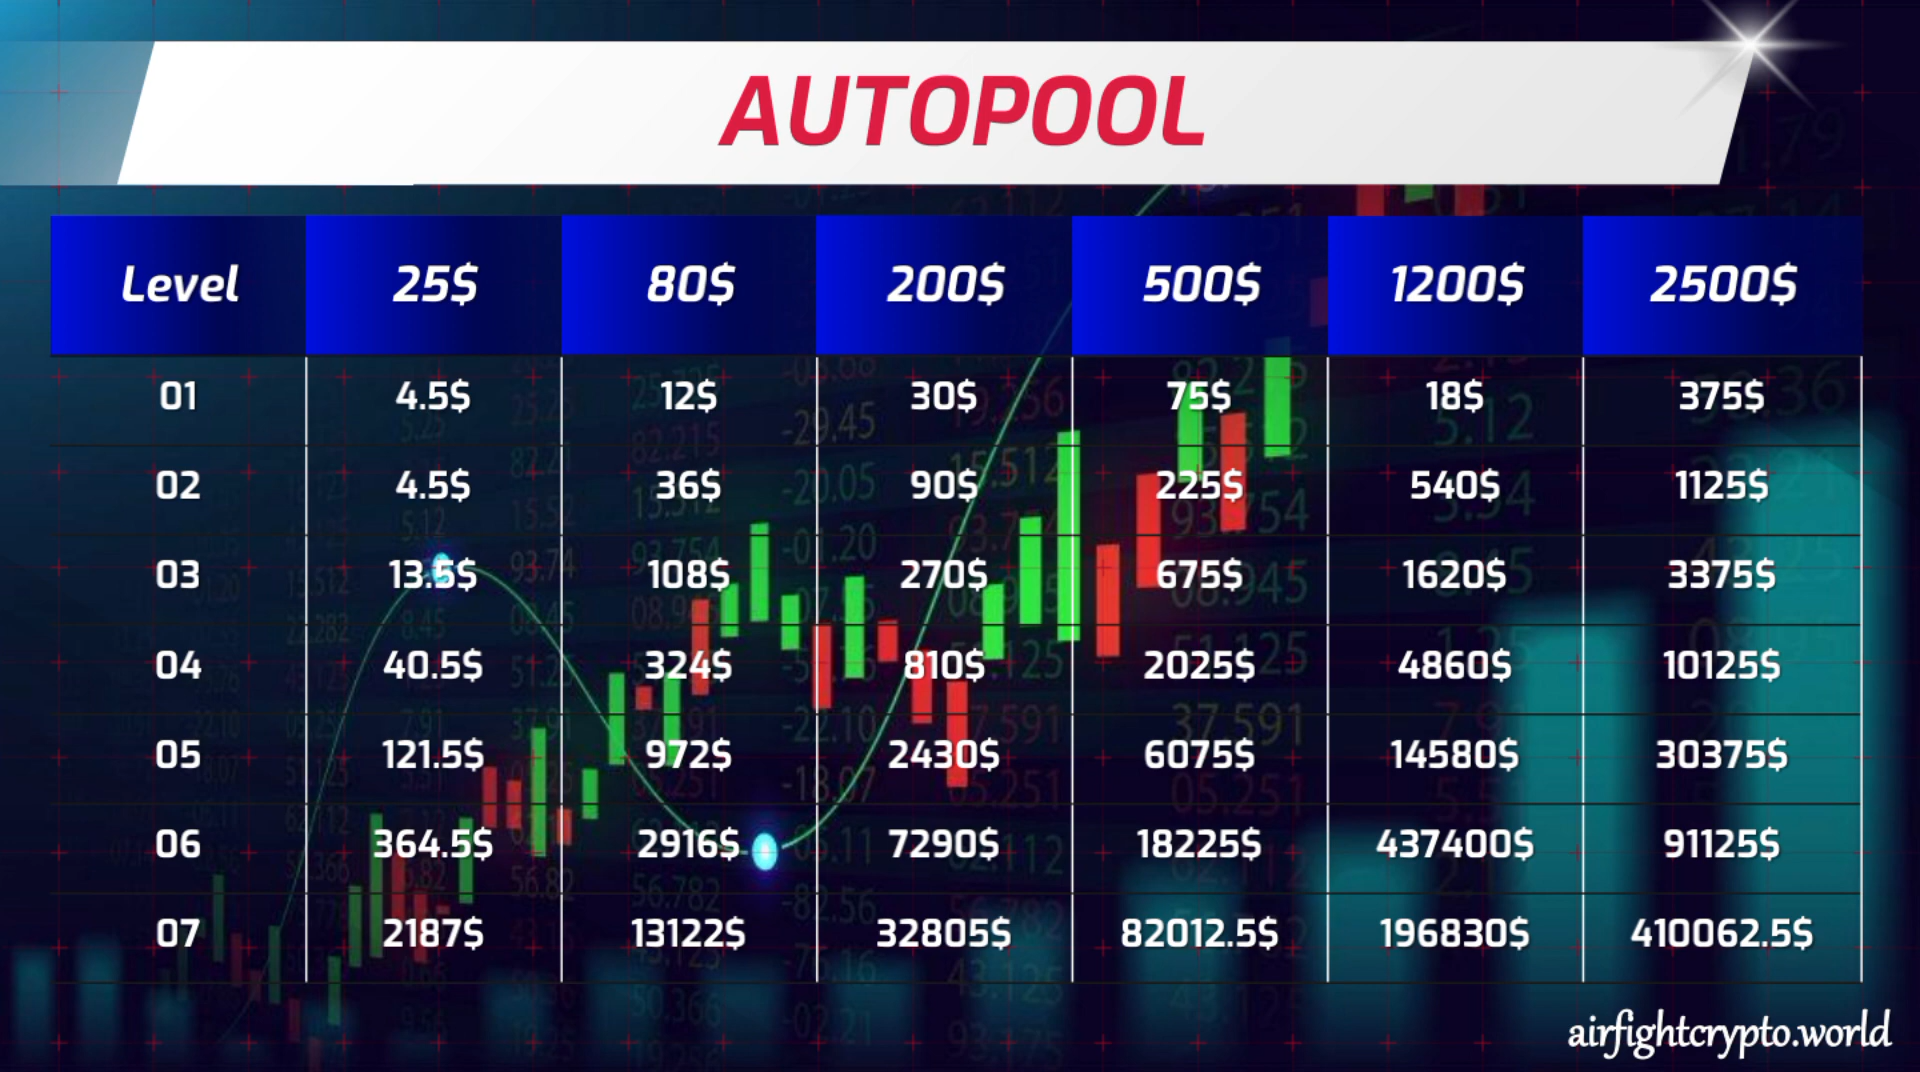 AUTOPOOL
Level 25$ 80$ 200$ 500$ 1200$ 2500$
01 4.5$ 12$ 30$ 75$ 18$ 375$
02 4.5$ 36$ 90$ 225$ 540$ 1125$
03 13.5$ 108$ 270$ 675$ 1620$ 3375$
04 40.5$ 324$ 810$ 2025$ 4860$ 10125$
05 121.5$ 972$ 2430$ 6075$ 14580$ 30375$
06 364.5$ 2916$ 7290$ 18225$ 437400$ 91125$
07 2187$ 13122$ 32805$ 82012.5$ 196830$ 410062.5$
airfightcrypto.world